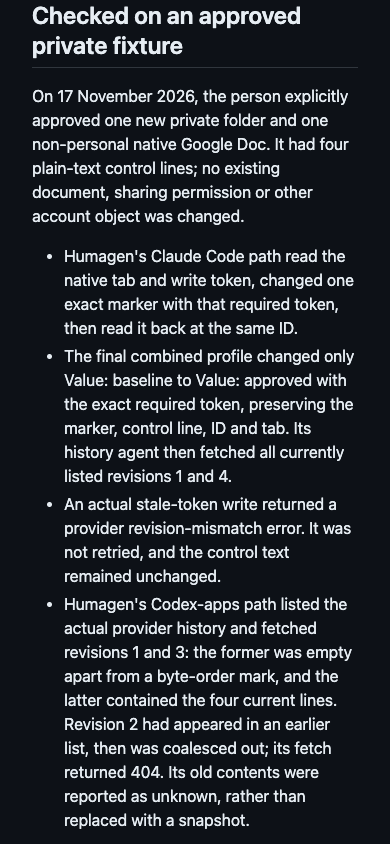 Checked on an approved
private fixture
On 17 November 2026, the person explicitly
approved one new private folder and one
non-personal native Google Doc. It had four
plain-text control lines; no existing
document, sharing permission or other
account object was changed.
• Humagen's Claude Code path read the
native tab and write token, changed one
exact marker with that required token,
then read it back at the same ID.
• The final combined profile changed only
Value: baseline to Value: approved with
the exact required token, preserving the
marker, control line, ID and tab. Its
history agent then fetched all currently
listed revisions 1 and 4.
• An actual stale-token write returned a
provider revision-mismatch error. It was
not retried, and the control text
remained unchanged.
• Humagen's Codex-apps path listed the
actual provider history and fetched
revisions 1 and 3: the former was empty
apart from a byte-order mark, and the
latter contained the four current lines.
Revision 2 had appeared in an earlier
list, then was coalesced out; its fetch
returned 404. Its old contents were
reported as unknown, rather than
replaced with a snapshot.